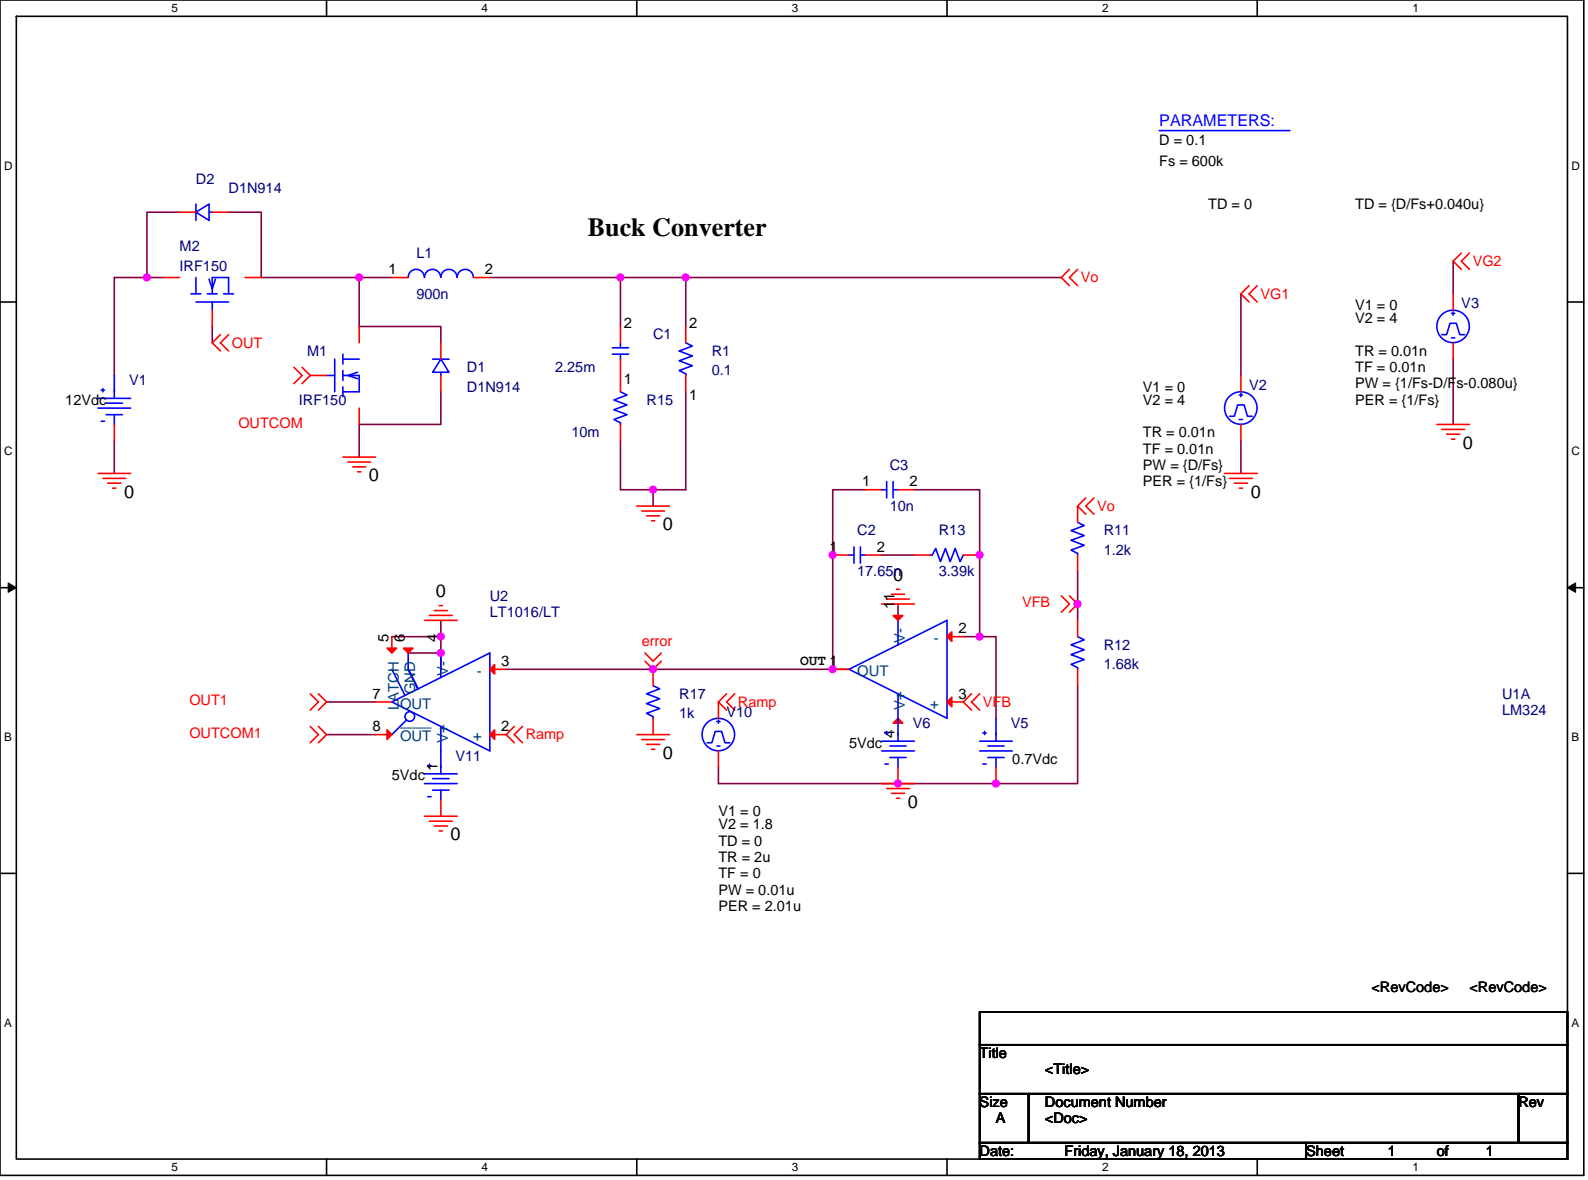 5 4 3 2 1
D D
C C
B B
A A
PARAMETERS:
D = 0.1
Fs = 600k
TD = 0
TD = {D/Fs+0.040u}
Buck Converter
D2
D1N914
M2
IRF150
OUT
L1
1 2
900n
Vo
V1
12Vdc
0
M1
IRF150
OUTCOM
D1
D1N914
0
2
C1
2.25m
1
R15
10m
2
R1
0.1
1
0
VG1
V1 = 0
V2 = 4
V2
TR = 0.01n
TF = 0.01n
PW = {D/Fs}
PER = {1/Fs}
0
VG2
V1 = 0
V2 = 4
V3
TR = 0.01n
TF = 0.01n
PW = {1/Fs-D/Fs-0.080u}
PER = {1/Fs}
0
C3
1 2
10n
C2
1 2
17.65n
R13
3.39k
0
11
V-
OUT 1
OUT
- 2
+ 3
VFB
V+
4
V6
5Vdc
0
V5
0.7Vdc
Vo
R11
1.2k
VFB
R12
1.68k
U1A
LM324
0
U2
LT1016/LT
5 6 4
LATCH
GND
V-
- 3
+ 2
Ramp
OUT1
7
OUT
OUTCOM1
8
OUT
V+
1
V11
5Vdc
0
error
R17
1k
0
Ramp
V10
V1 = 0
V2 = 1.8
TD = 0
TR = 2u
TF = 0
PW = 0.01u
PER = 2.01u
<RevCode> <RevCode>
Title
<Title>
Size
A
Document Number
<Doc>
Rev
Date:
Friday, January 18, 2013
Sheet 1 of 1
5 4 3 2 1